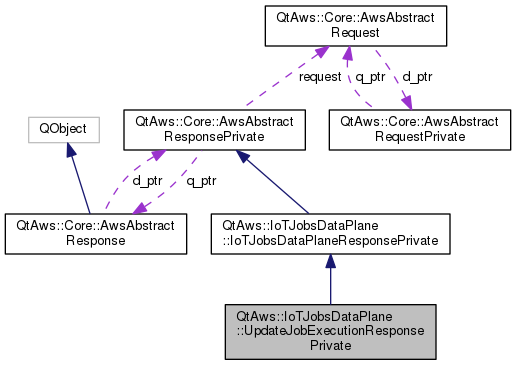 QtAws::Core::AwsAbstract
Request
request
q_ptr
d_ptr
QObject
QtAws::Core::AwsAbstract
ResponsePrivate
QtAws::Core::AwsAbstract
RequestPrivate
d_ptr
q_ptr
QtAws::Core::AwsAbstract
Response
QtAws::IoTJobsDataPlane
::IoTJobsDataPlaneResponsePrivate
QtAws::IoTJobsDataPlane
::UpdateJobExecutionResponse
Private